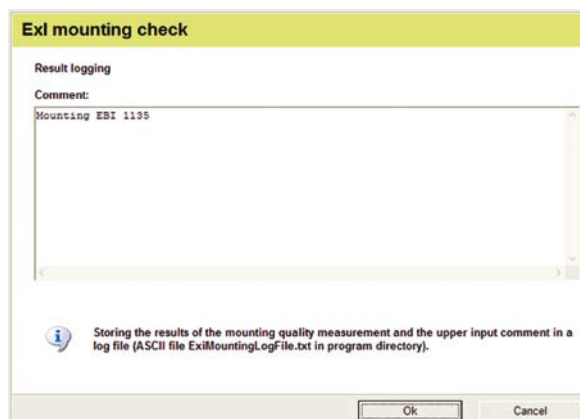 ExI mounting check
Result logging
Comment:
Mounting EBI 1135
Storing the results of the mounting quality measurement and the upper input comment in a
log file (ASCII file ExiMountingLogFile.txt in program directory).
Ok
Cancel